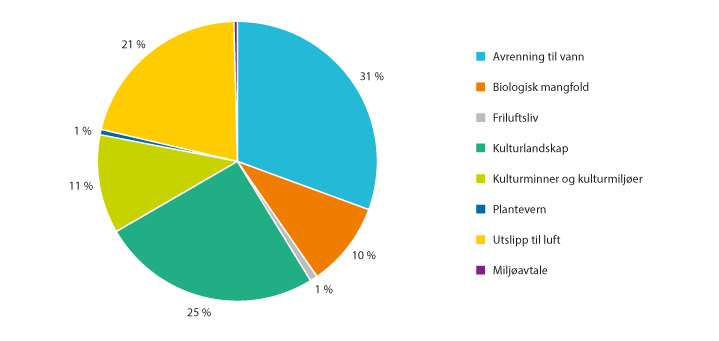 21 %
31 %
1 %
11 %
10 %
1 %
25 %
Avrenning til vann
Biologisk mangfold
Friluftsliv
Kulturlandskap
Kulturminner og kulturmiljøer
Plantevern
Utslipp til luft
Miljøavtale